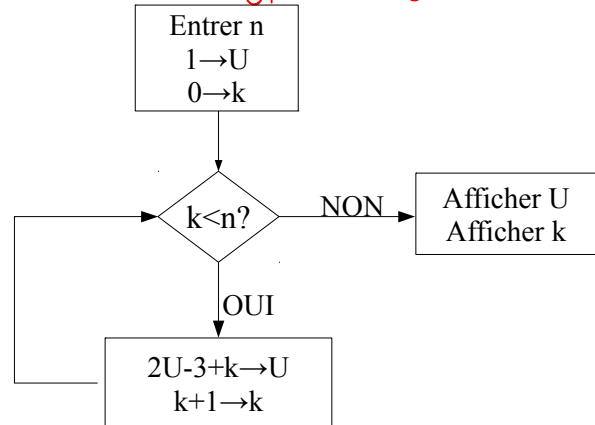 Entrer n
1→U
0→k
k<n?
NON
Afficher U
Afficher k
OUI
2U-3+k→U
k+1→k